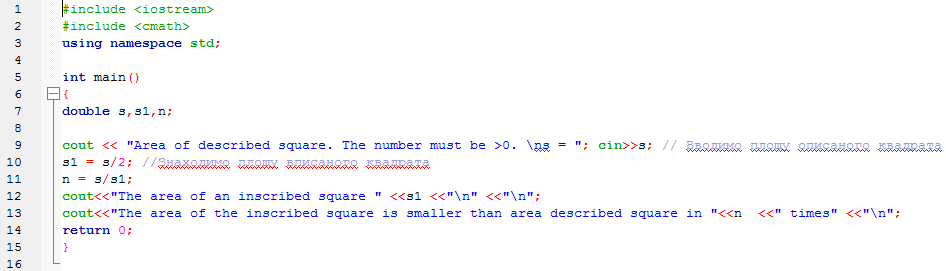 1 #include <iostream>
2 #include <cmath>
3 using namespace std;
4
5 int main()
6 {
7 double s,s1,n;
8
9 cout << "Area of described square. The number must be >0. \ns = "; cin>>s; // Вводимо площу описаного квадрата
10 s1 = s/2; //Знаходимо площу вписаного квадрата
11 n = s/s1;
12 cout<<"The area of an inscribed square " <<s1 <<"\n" <<"\n";
13 cout<<"The area of the inscribed square is smaller than area described square in "<<n  <<" times" <<"\n";
14 return 0;
15 }
16